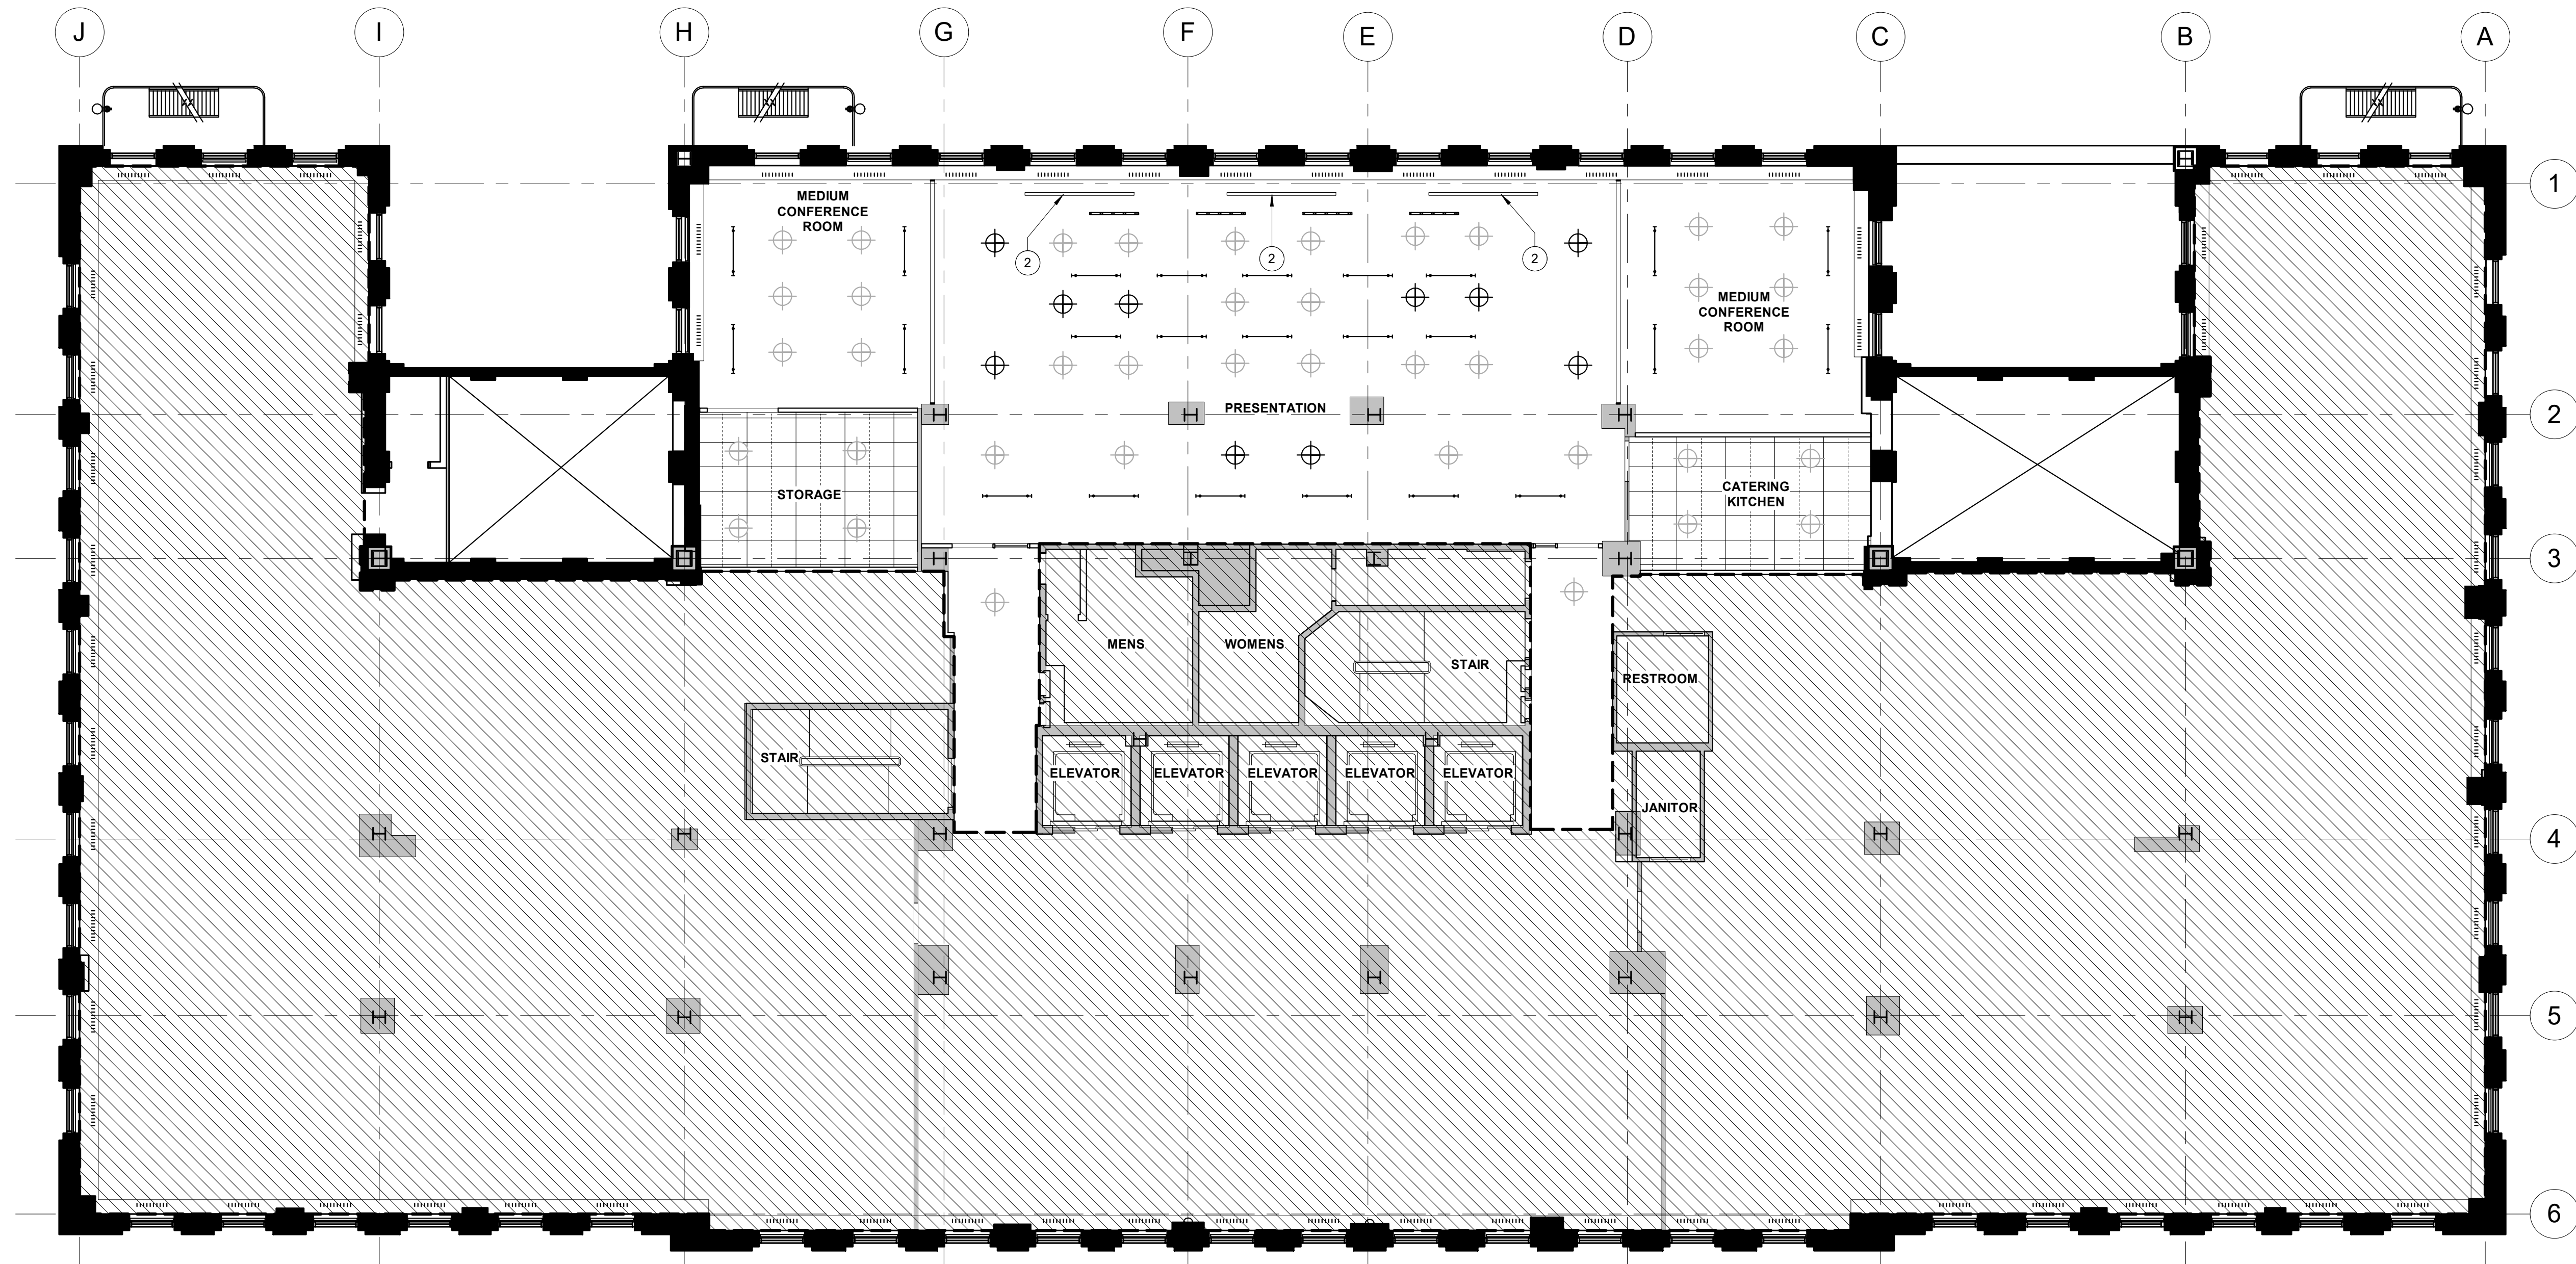 J
I
H
G
F
E
D
C
B
A
1
MEDIUM
CONFERENCE
ROOM
2
2
2
MEDIUM
CONFERENCE
ROOM
PRESENTATION
2
STORAGE
CATERING
KITCHEN
3
MENS
WOMENS
STAIR
RESTROOM
STAIR
ELEVATOR
ELEVATOR
ELEVATOR
ELEVATOR
ELEVATOR
JANITOR
4
5
6